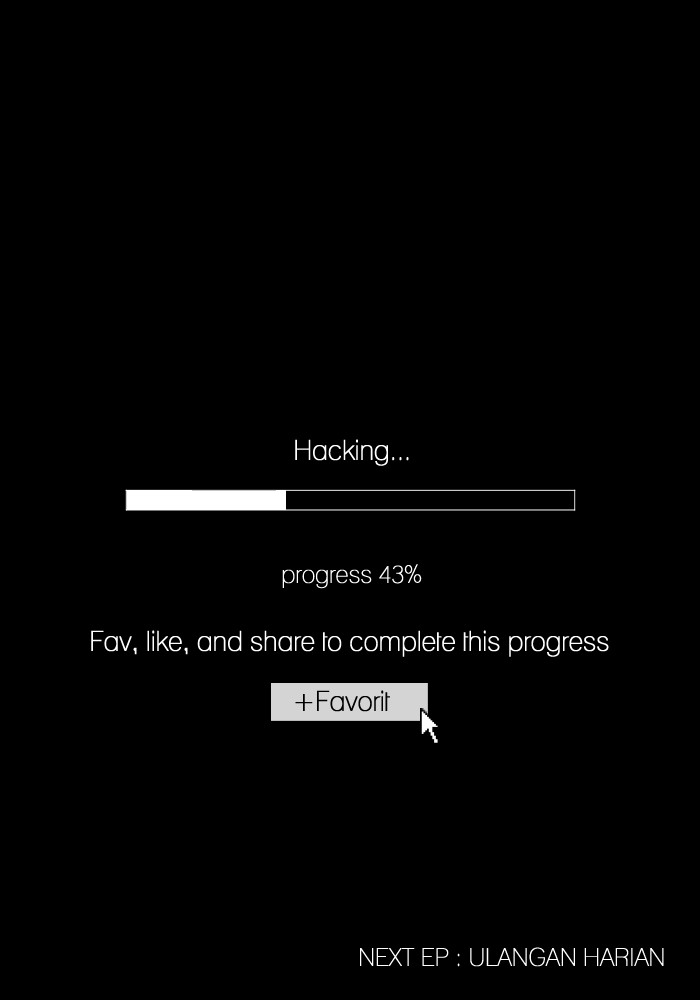 Hacking...
progress 43%
Fav, like, and share to complete this progress
+Favorit
NEXT EP : ULANGAN HARIAN